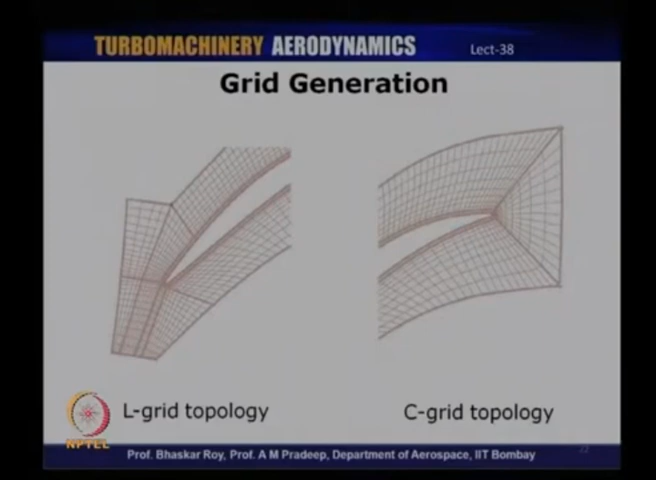 TURBOMACHINERY AERODYNAMICS Lect-38
Grid Generation
L-grid topology
C-grid topology
NPTEL
Prof. Bhaskar Roy, Prof. A M Pradeep, Department of Aerospace, IIT Bombay